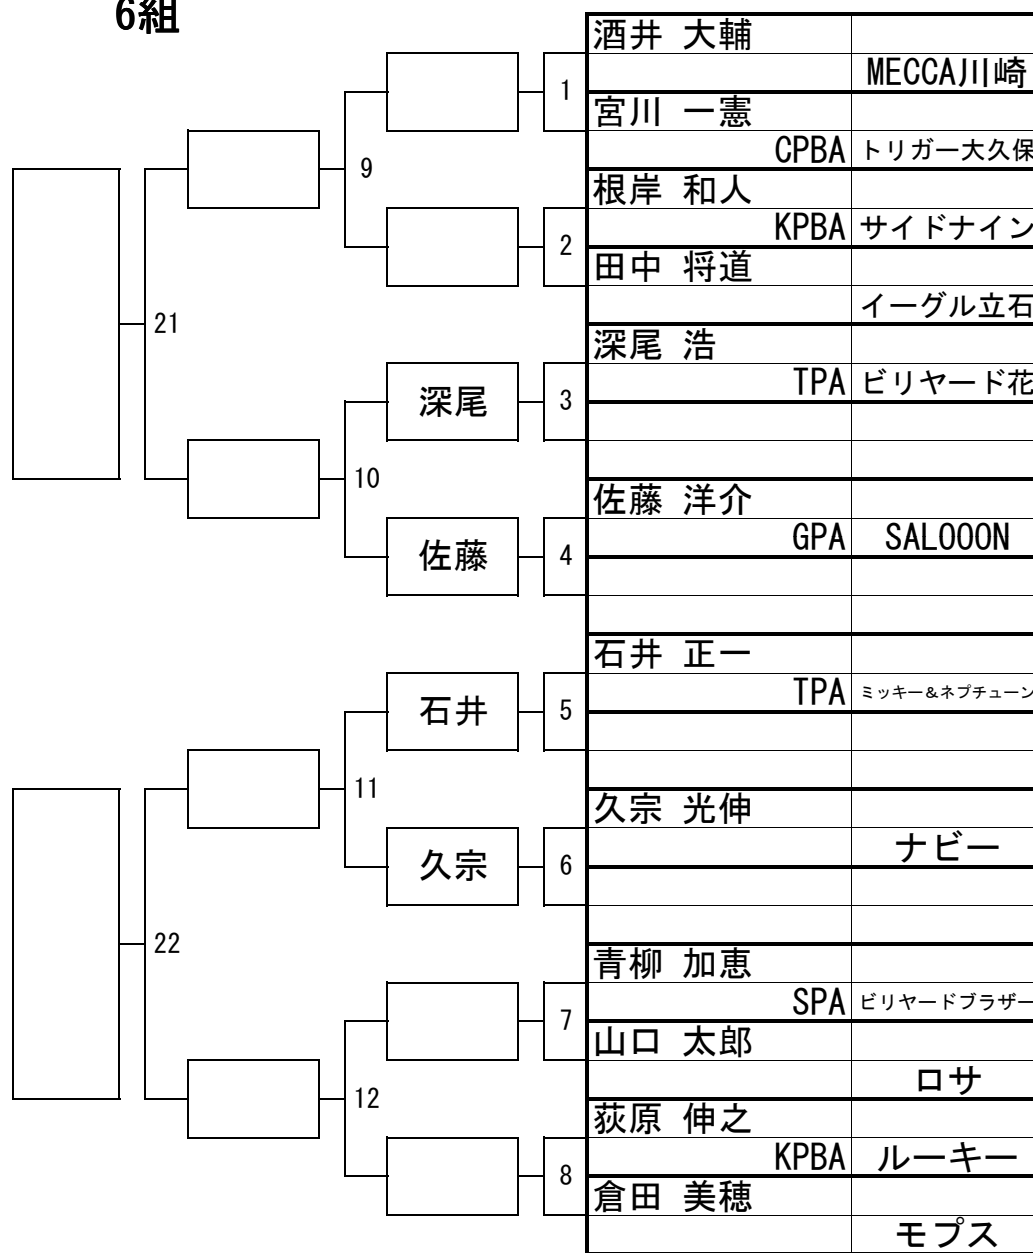 6組
酒井 大輔
MECCA川崎
1
宮川 一憲
CPBA トリガー大久保
9
根岸 和人
KPBA サイドナイン
2
田中 将道
イーグル立石
21
深尾 浩
TPA ビリヤード花
深尾 3
10
佐藤 洋介
GPA SALOOON
佐藤 4
石井 正一
TPA ミッキー&ネプチューン
石井 5
11
久宗 光伸
ナビー
久宗 6
22
青柳 加恵
SPA ビリヤードブラザー
7
山口 太郎
ロサ
12
荻原 伸之
KPBA ルーキー
8
倉田 美穂
モプス